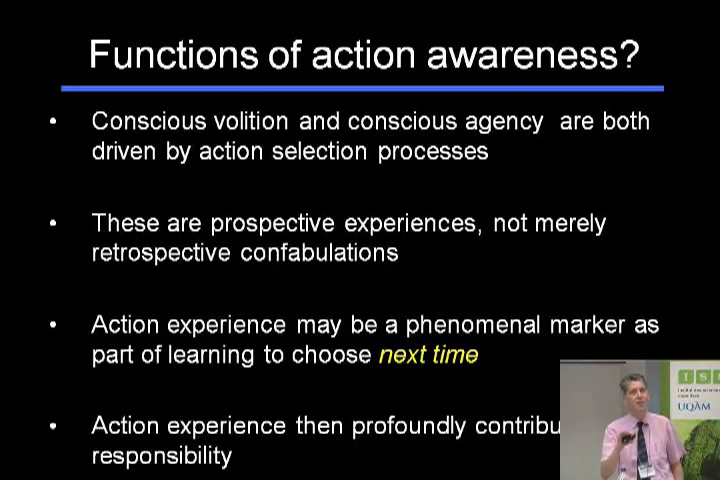 Functions of action awareness?
• Conscious volition and conscious agency are both
driven by action selection processes
• These are prospective experiences, not merely
retrospective confabulations
• Action experience may be a phenomenal marker as
part of learning to choose next time
• Action experience then profoundly
responsibility
IS
UQÀM